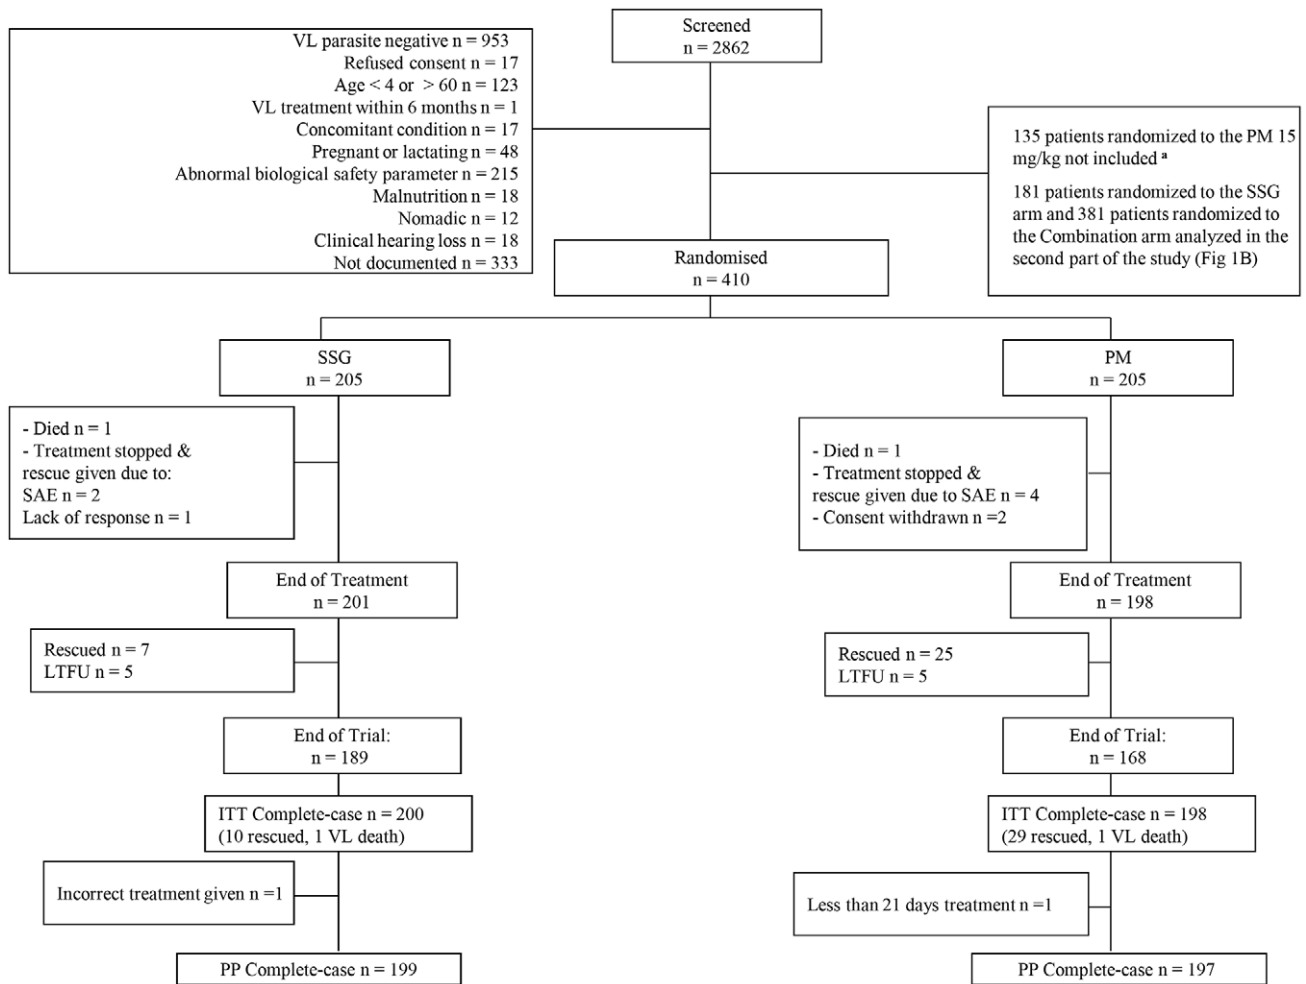 Screened
n = 2862
VL parasite negative n = 953
Refused consent n = 17
Age < 4 or > 60 n = 123
VL treatment within 6 months n = 1
Concomitant condition n = 17
Pregnant or lactating n = 48
Abnormal biological safety parameter n = 215
Malnutrition n = 18
Nomadic n = 12
Clinical hearing loss n = 18
Not documented n = 333
135 patients randomized to the PM 15
mg/kg not included ᵃ
181 patients randomized to the SSG
arm and 381 patients randomized to
the Combination arm analyzed in the
second part of the study (Fig 1B)
Randomised
n = 410
SSG
n = 205
- Died n = 1
- Treatment stopped &
rescue given due to:
SAE n = 2
Lack of response n = 1
End of Treatment
n = 201
Rescued n = 7
LTFU n = 5
End of Trial:
n = 189
ITT Complete-case n = 200
(10 rescued, 1 VL death)
Incorrect treatment given n =1
PP Complete-case n = 199
PM
n = 205
- Died n = 1
- Treatment stopped &
rescue given due to SAE n = 4
- Consent withdrawn n =2
End of Treatment
n = 198
Rescued n = 25
LTFU n = 5
End of Trial:
n = 168
ITT Complete-case n = 198
(29 rescued, 1 VL death)
Less than 21 days treatment n =1
PP Complete-case n = 197